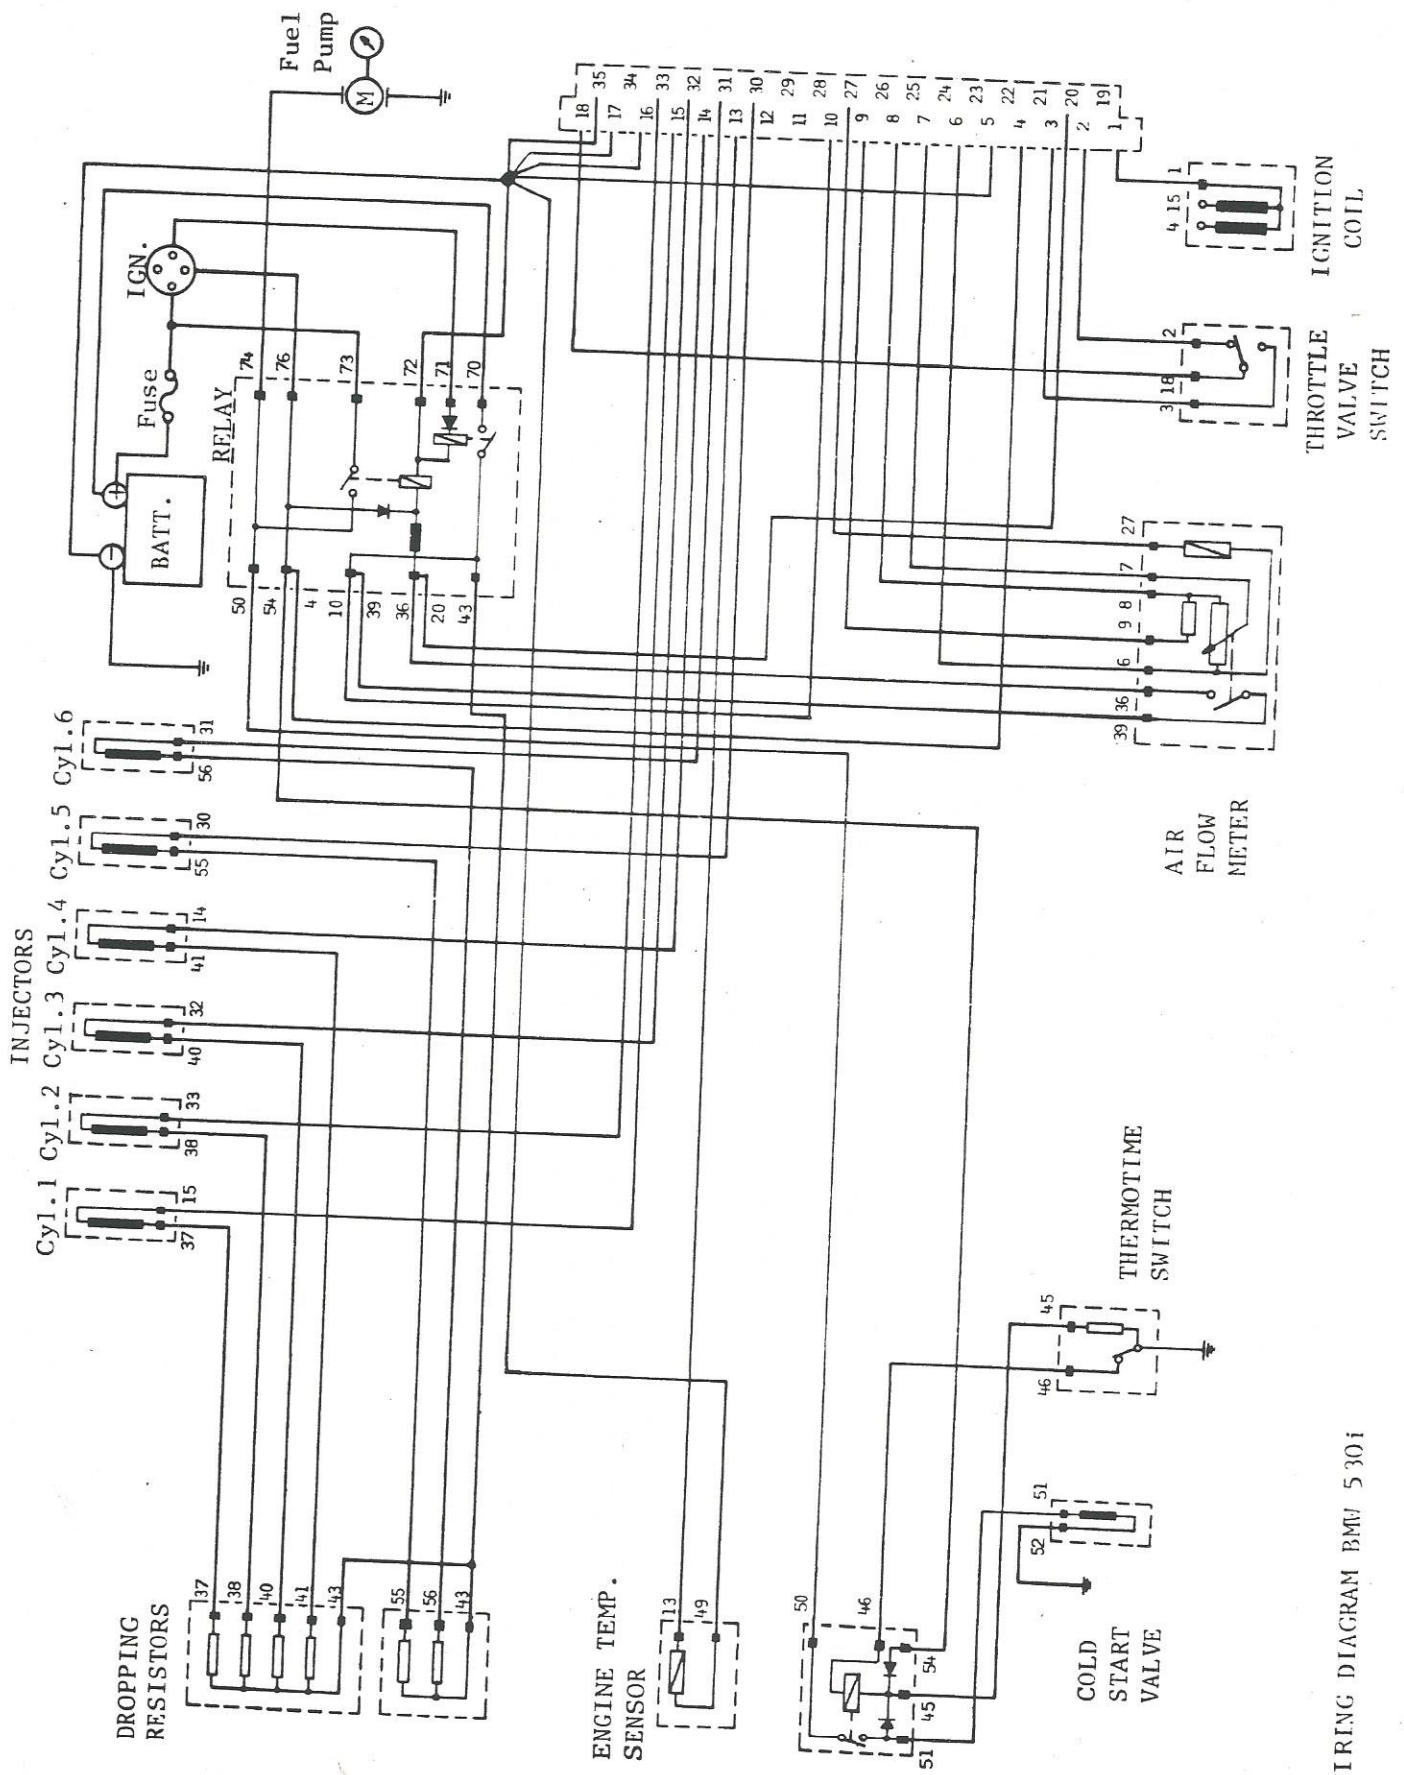 INJECTORS
Cyl.1 Cyl.2 Cyl.3 Cyl.4 Cyl.5 Cyl.6
37 15
38 33
40 32
41 14
55 30
56 31
BATT.
Fuse
IGN.
Fuel
Pump
M
RELAY
74
76
73
72
71
70
50
54
4
10
39
36
20
43
DROPPING
RESISTORS
37
38
40
41
43
55
56
43
ENGINE TEMP.
SENSOR
13
49
50
46
54
45
51
COLD
START
VALVE
52 51
THERMOTIME
SWITCH
46 45
AIR
FLOW
METER
39 36 6 9 8 7 27
THROTTLE
VALVE
SWITCH
3 18 2
IGNITION
COIL
4 15 1
18 35
17 34
16 33
15 32
14 31
13 30
12 29
11 28
10 27
9 26
8 25
7 24
6 23
5 22
4 21
3 20
2 19
1
IRING DIAGRAM BMW 530i